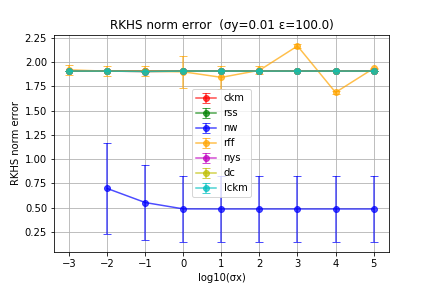 RKHS norm error  (σy=0.01 ε=100.0)
RKHS norm error
2.25
2.00
1.75
1.50
1.25
1.00
0.75
0.50
0.25
ckm
rss
nw
rff
nys
dc
lckm
−3 −2 −1 0 1 2 3 4 5
log10(σx)